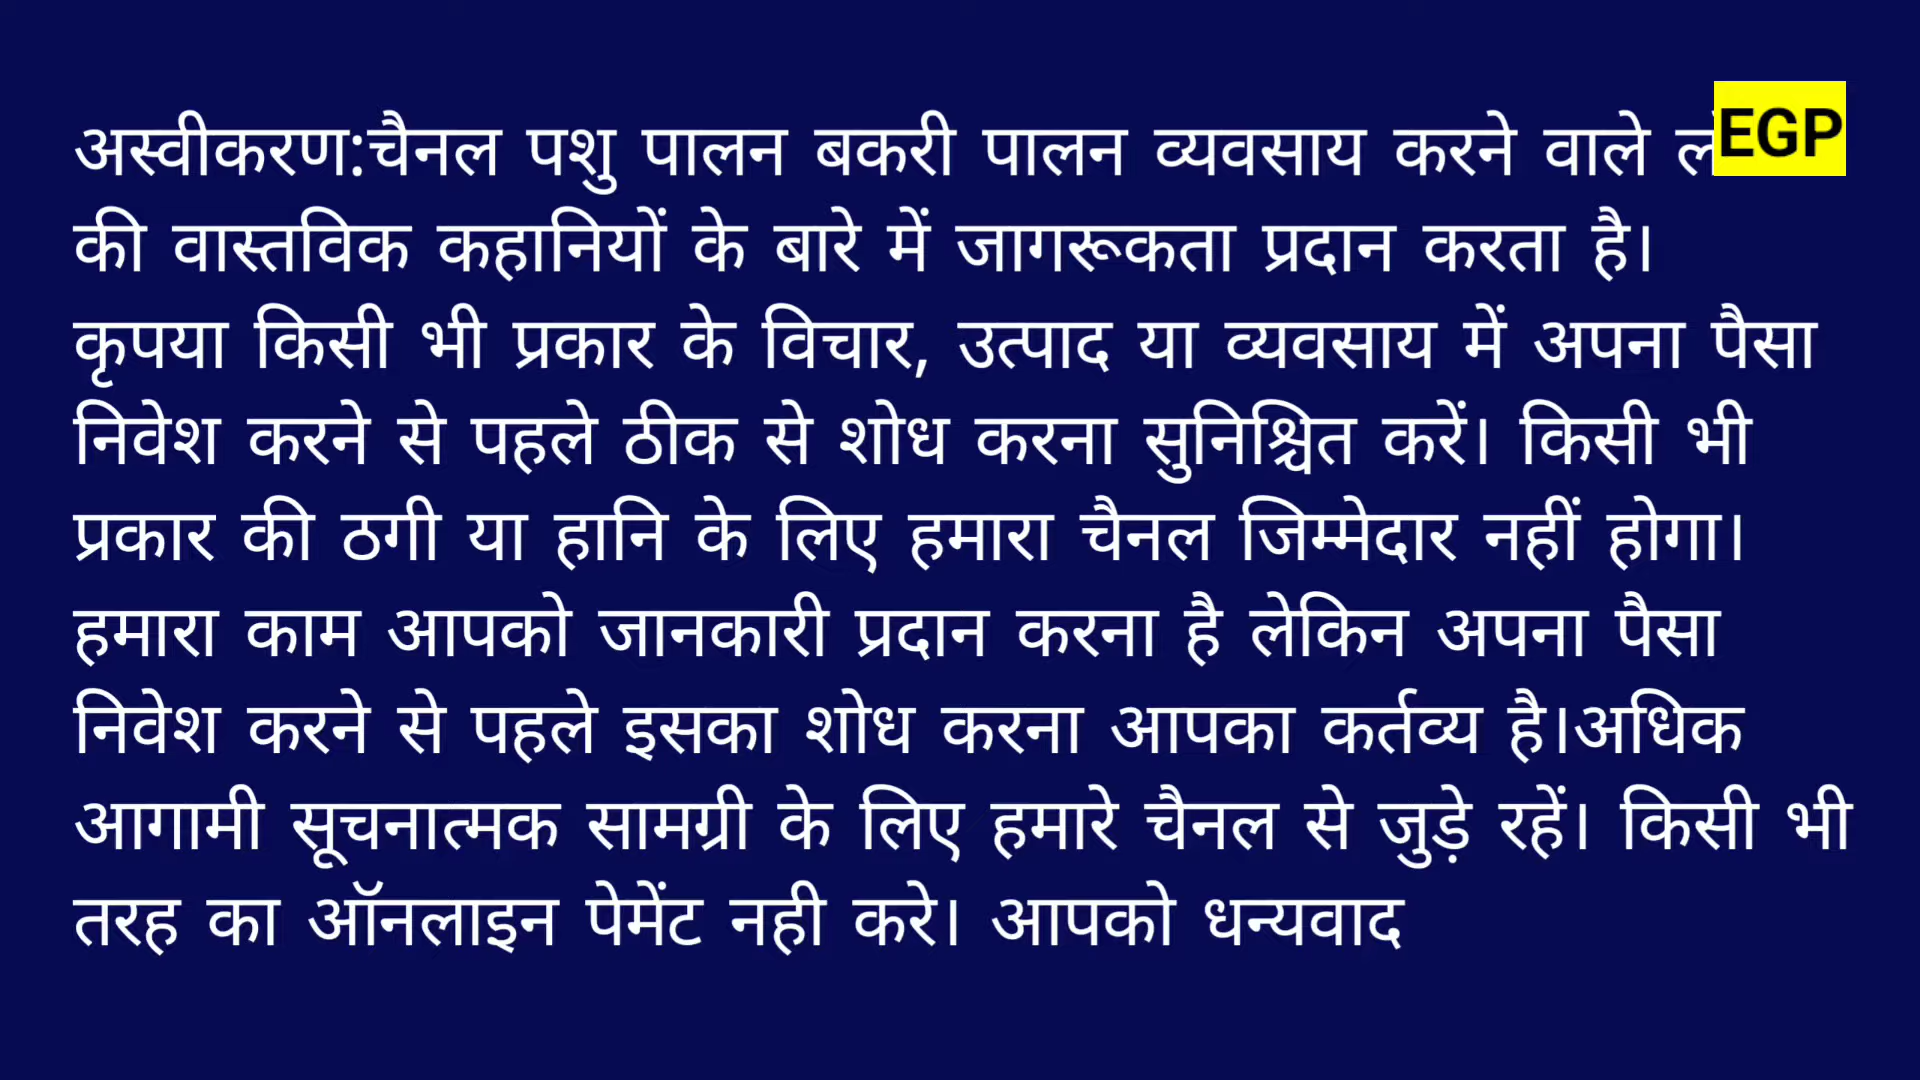 अस्वीकरण:चैनल पशु पालन बकरी पालन व्यवसाय करने वाले
EGP
की वास्तविक कहानियों के बारे में जागरूकता प्रदान करता है।
कृपया किसी भी प्रकार के विचार, उत्पाद या व्यवसाय में अपना पैसा
निवेश करने से पहले ठीक से शोध करना सुनिश्चित करें। किसी भी
प्रकार की ठगी या हानि के लिए हमारा चैनल जिम्मेदार नहीं होगा।
हमारा काम आपको जानकारी प्रदान करना है लेकिन अपना पैसा
निवेश करने से पहले इसका शोध करना आपका कर्तव्य है।अधिक
आगामी सूचनात्मक सामग्री के लिए हमारे चैनल से जुड़े रहें। किसी भी
तरह का ऑनलाइन पेमेंट नही करे। आपको धन्यवाद